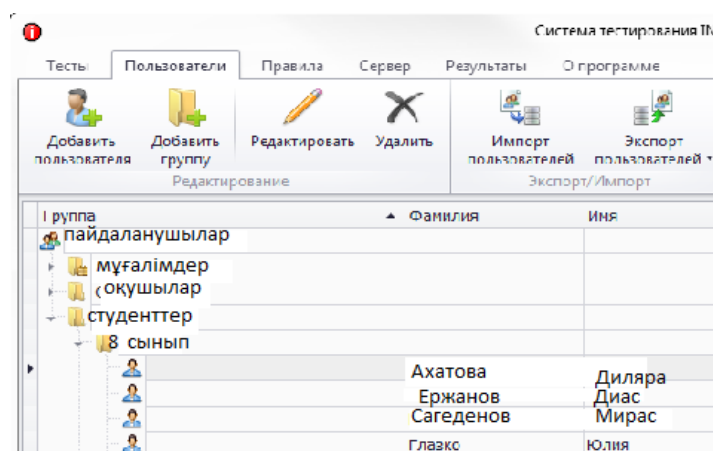 Система тестирования IN
Тесты Пользователи Правила Сервер Результаты О программе
Добавить пользователя Добавить группу Редактировать Удалить Импорт пользователей Экспорт пользователей
Редактирование Экспорт/Импорт
Группа Фамилия Имя
пайдаланушылар
мұғалімдер
оқушылар
студенттер
8 сынып
Ахатова Диляра
Ержанов Диас
Сагеденов Мирас
Глазко Юлия